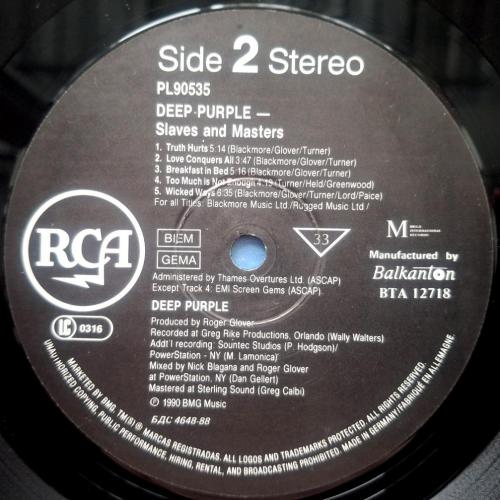 Side 2 Stereo
PL90535
DEEP PURPLE —
Slaves and Masters
1. Truth Hurts 5:14 (Blackmore/Glover/Turner)
2. Love Conquers All 3:47 (Blackmore/Glover/Turner)
3. Breakfast in Bed 5:16 (Blackmore/Glover/Turner)
4. Too Much is Not Enough 4:19 (Turner/Held/Greenwood)
5. Wicked Ways 6:35 (Blackmore/Glover/Turner/Lord/Paice)
For all Titles: Blackmore Music Ltd./Rugged Music Ltd./
RCA
BIEM
GEMA
33
M
MEGA INTERNATIONAL RECORDS
Manufactured by
Balkanton
BTA 12718
Administered by Thames Overtures Ltd. (ASCAP)
Except Track 4: EMI Screen Gems (ASCAP)
DEEP PURPLE
LC 0316
Produced by Roger Glover
Recorded at Greg Rike Productions, Orlando (Wally Walters)
Addt'l recording: Sountec Studios (P. Hodgson)/
PowerStation - NY (M. Lamonica)
Mixed by Nick Blagana and Roger Glover
at PowerStation, NY (Dan Gellert)
Mastered at Sterling Sound (Greg Calbi)
℗ 1990 BMG Music
БДС 4648-88
MARKETED BY BMG. TM(S) ® MARCAS REGISTRADAS. ALL LOGOS AND TRADEMARKS PROTECTED. MADE IN GERMANY/FABRIQUÉ EN ALLEMAGNE.
UNAUTHORIZED COPYING, PUBLIC PERFORMANCE, HIRING, RENTAL, AND BROADCASTING PROHIBITED. ALL RIGHTS RESERVED.